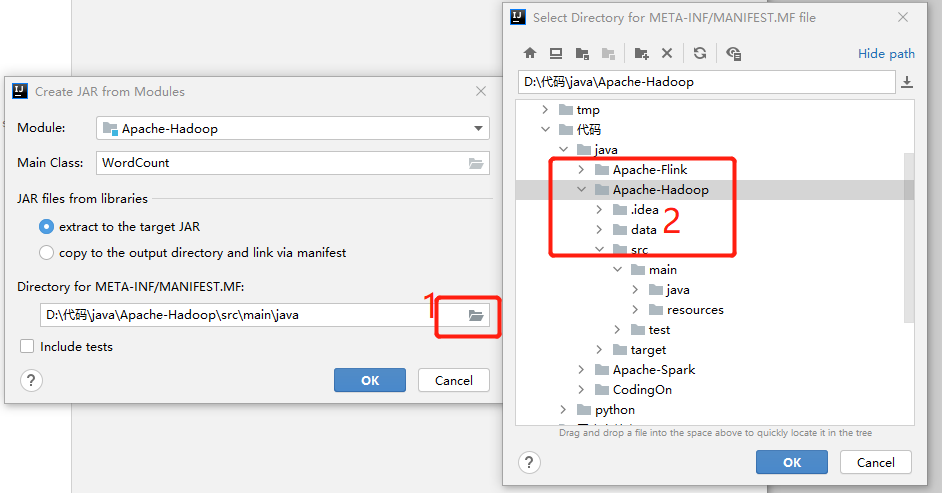 Create JAR from Modules
Module:
Apache-Hadoop
Main Class:
WordCount
JAR files from libraries
extract to the target JAR
copy to the output directory and link via manifest
Directory for META-INF/MANIFEST.MF:
D:\代码\java\Apache-Hadoop\src\main\java
1
Include tests
?
OK
Cancel
Select Directory for META-INF/MANIFEST.MF file
Hide path
D:\代码\java\Apache-Hadoop
tmp
代码
java
Apache-Flink
Apache-Hadoop
.idea
data
2
src
main
java
resources
test
target
Apache-Spark
CodingOn
python
Drag and drop a file into the space above to quickly locate it in the tree
?
OK
Cancel